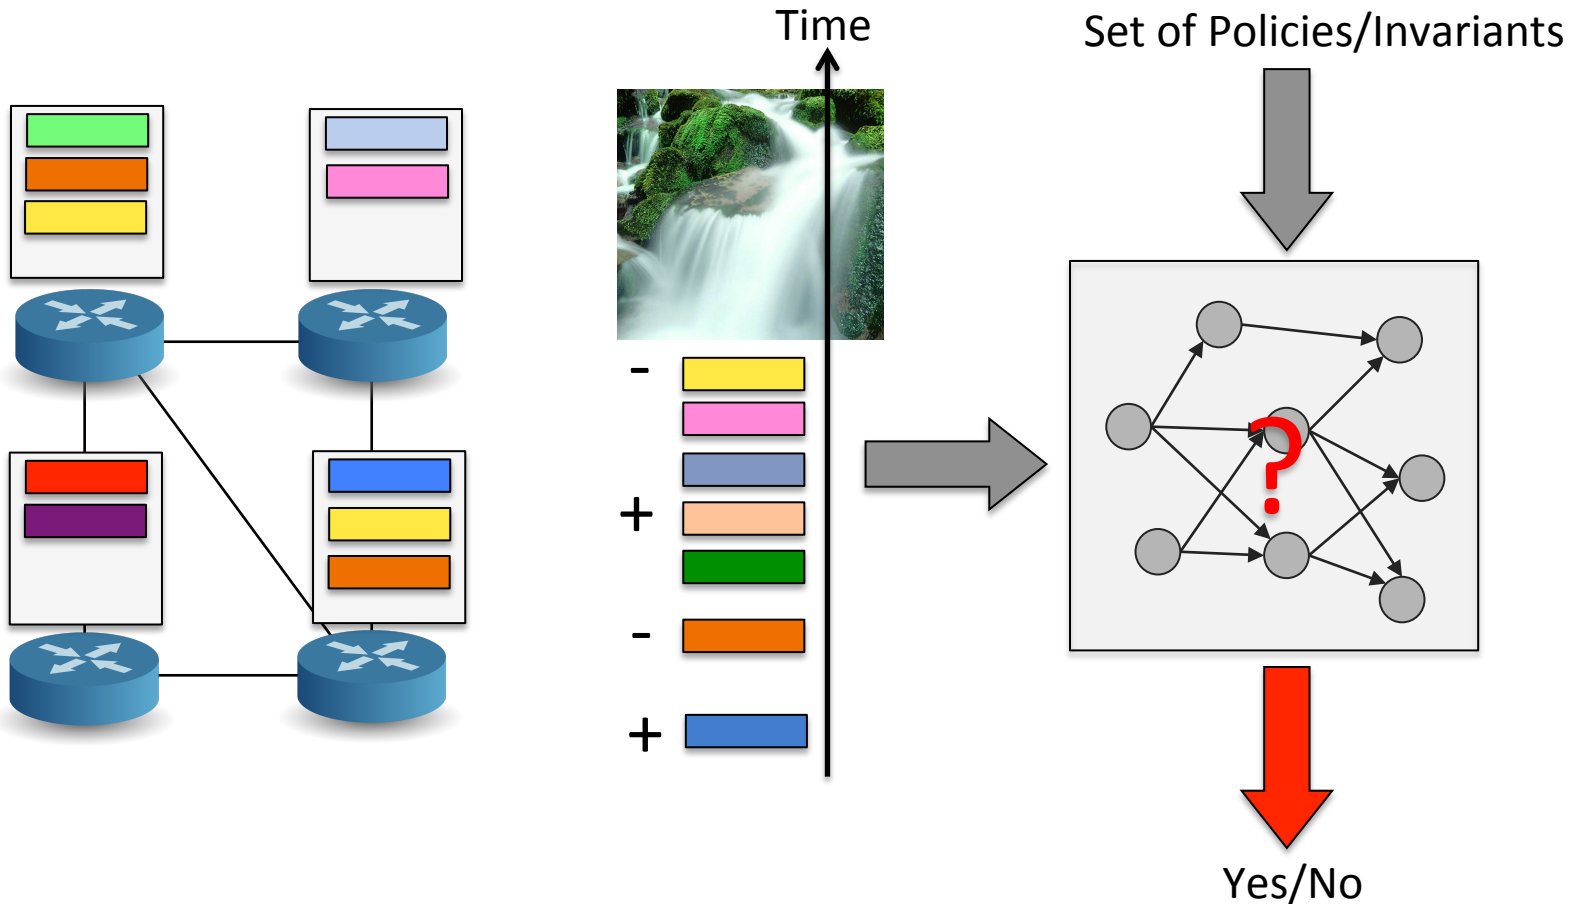 Time
Set of Policies/Invariants
-
+
-
+
?
Yes/No